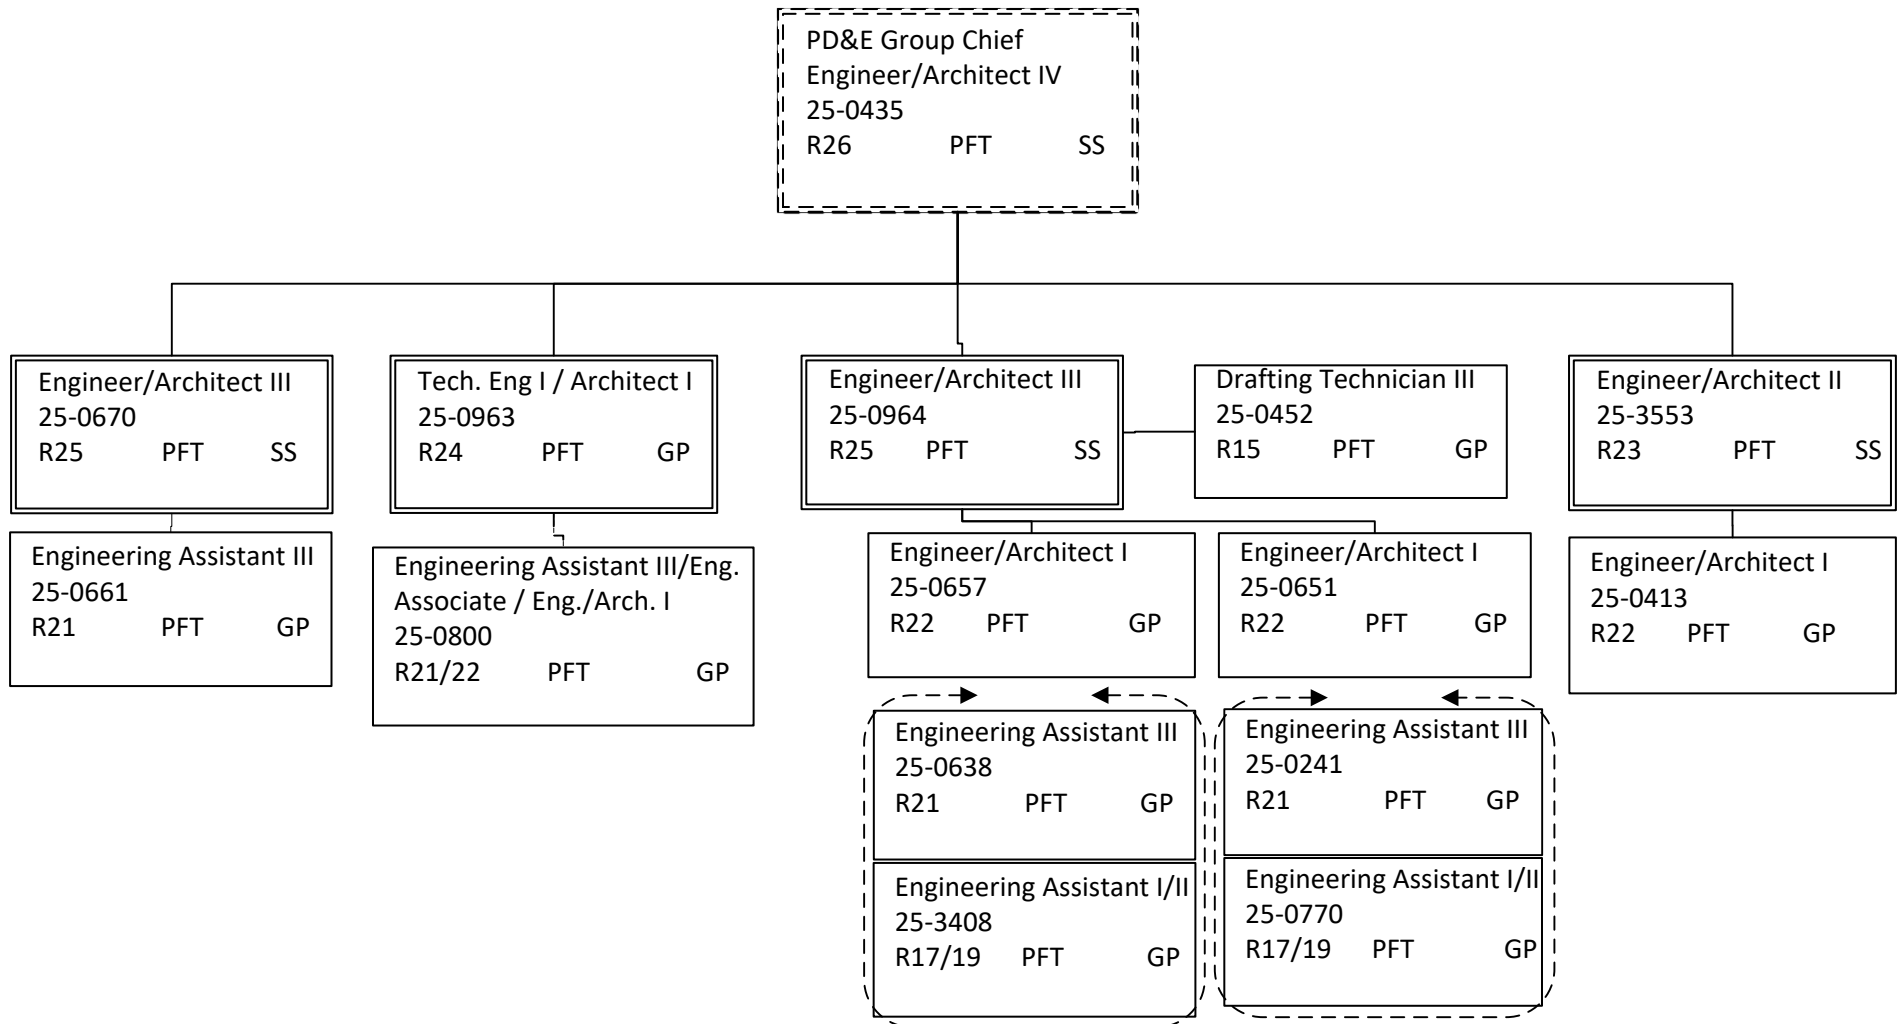 PD&E Group Chief
Engineer/Architect IV
25-0435
R26 PFT SS
Engineer/Architect III
25-0670
R25 PFT SS
Tech. Eng I / Architect I
25-0963
R24 PFT GP
Engineer/Architect III
25-0964
R25 PFT SS
Drafting Technician III
25-0452
R15 PFT GP
Engineer/Architect II
25-3553
R23 PFT SS
Engineering Assistant III
25-0661
R21 PFT GP
Engineering Assistant III/Eng.
Associate / Eng./Arch. I
25-0800
R21/22 PFT GP
Engineer/Architect I
25-0657
R22 PFT GP
Engineer/Architect I
25-0651
R22 PFT GP
Engineer/Architect I
25-0413
R22 PFT GP
Engineering Assistant III
25-0638
R21 PFT GP
Engineering Assistant I/II
25-3408
R17/19 PFT GP
Engineering Assistant III
25-0241
R21 PFT GP
Engineering Assistant I/II
25-0770
R17/19 PFT GP